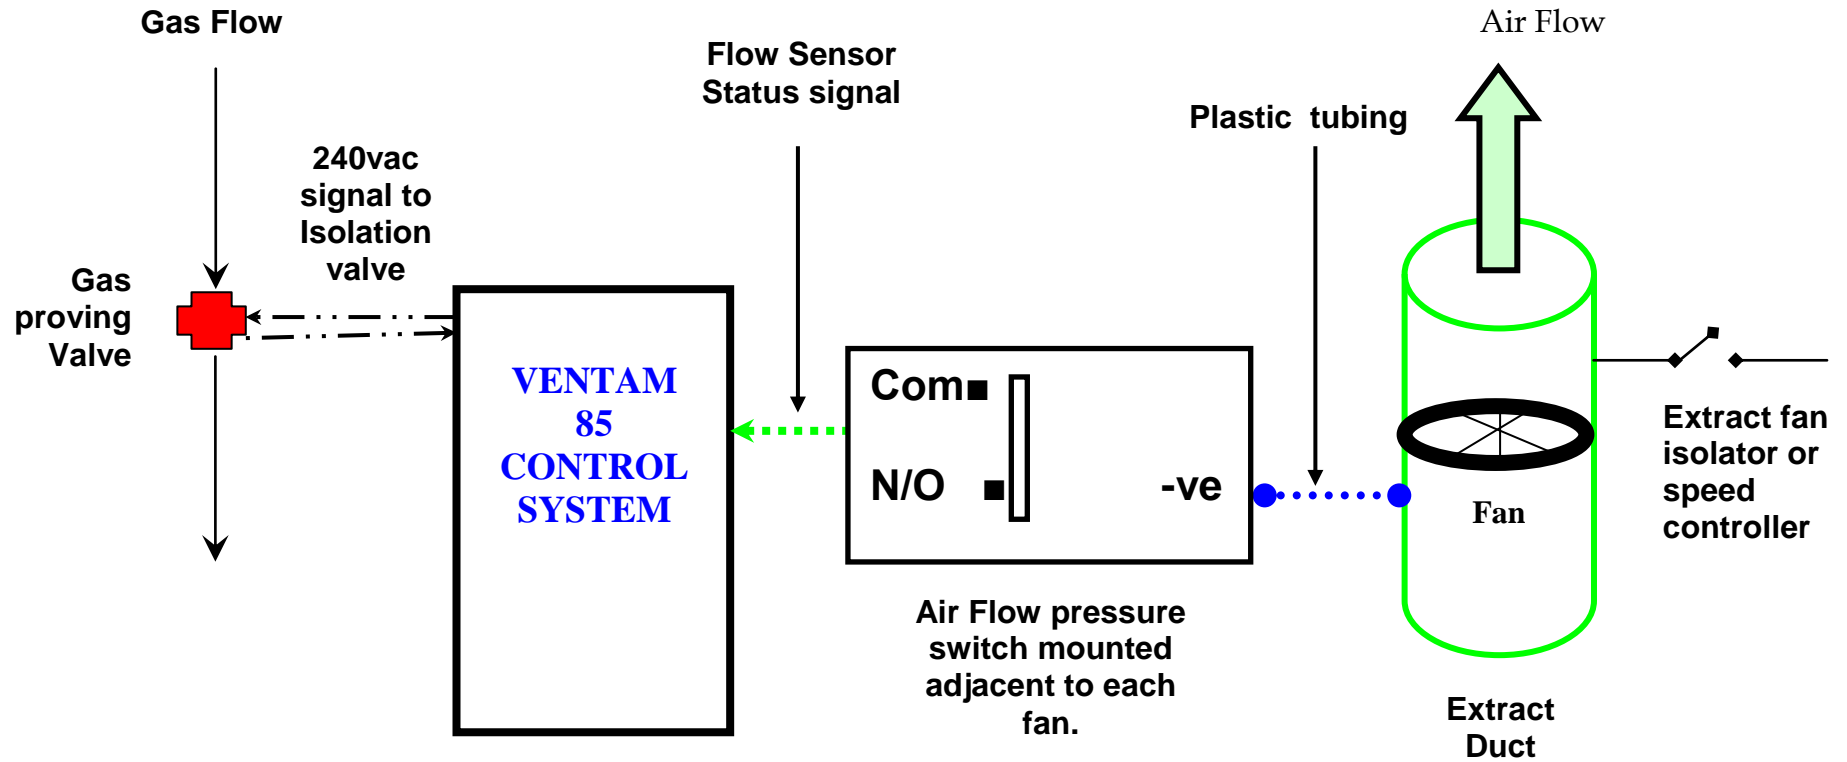 Gas Flow
Flow Sensor
Status signal
Air Flow
Plastic tubing
240vac
signal to
Isolation
valve
Gas
proving
Valve
VENTAM
85
CONTROL
SYSTEM
Com
N/O
-ve
Fan
Extract fan
isolator or
speed
controller
Air Flow pressure
switch mounted
adjacent to each
fan.
Extract
Duct